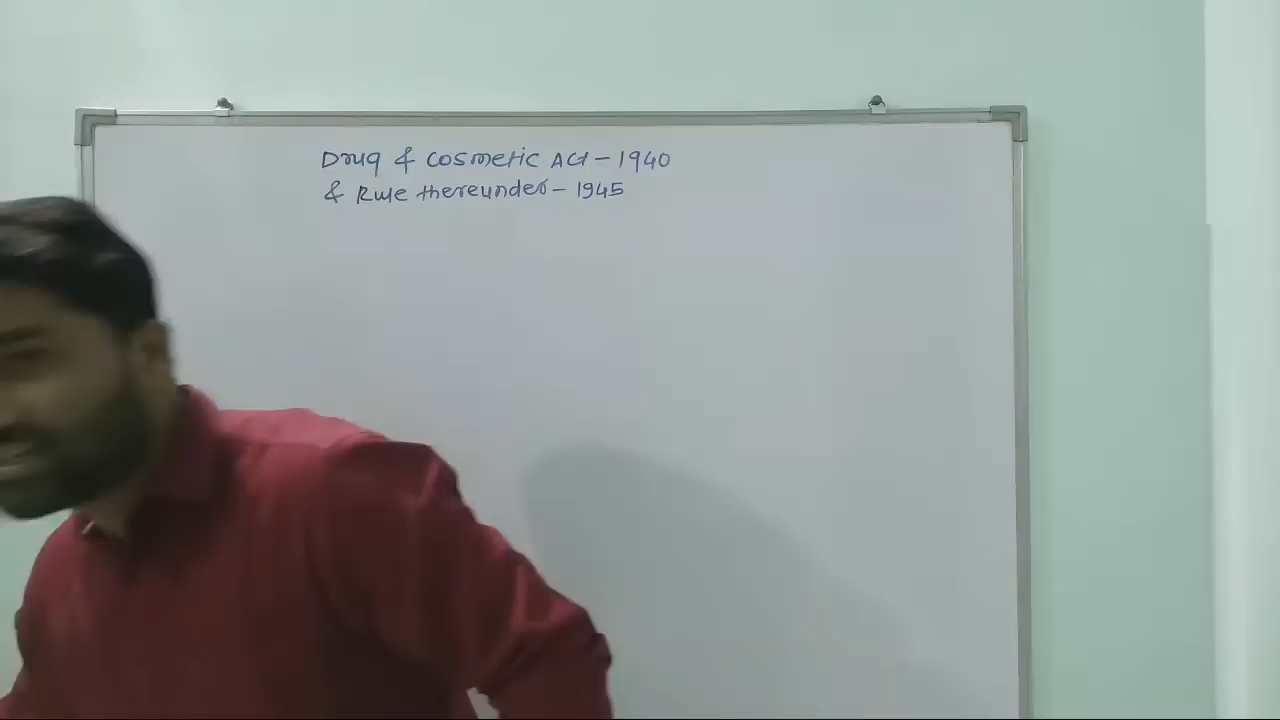 Drug & Cosmetic Act - 1940
& Rule thereunder - 1945